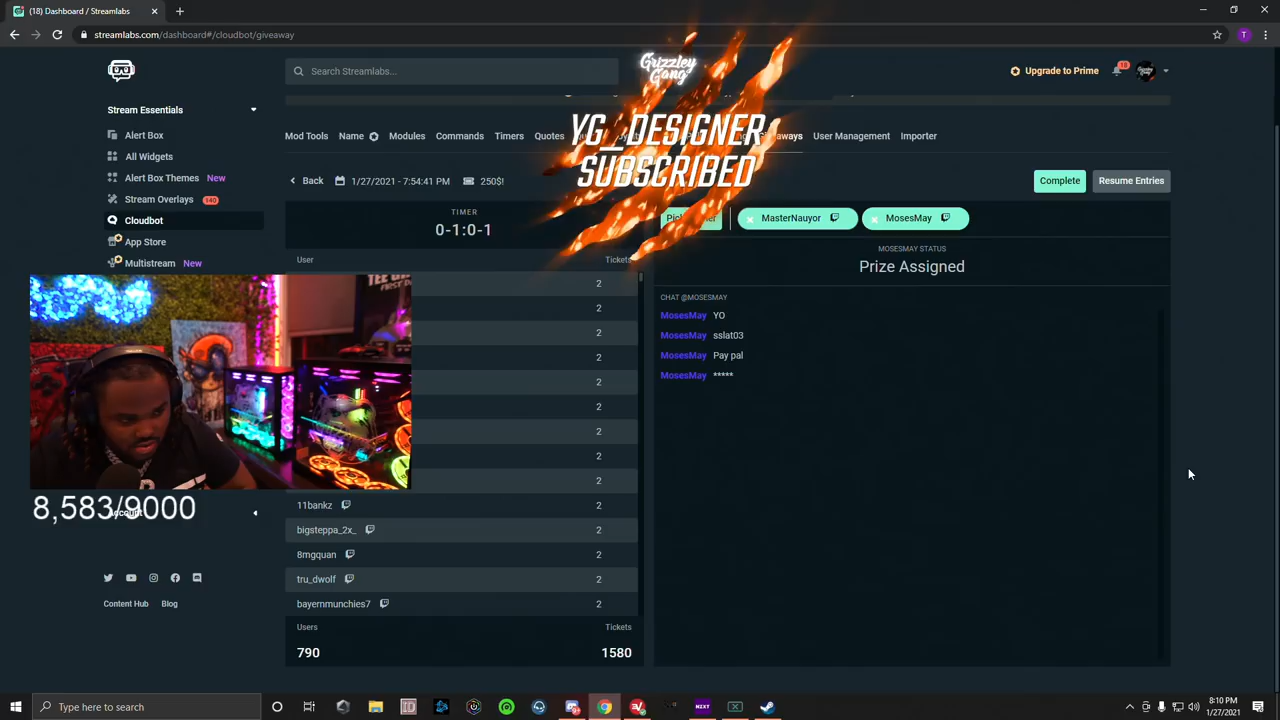 (18) Dashboard / Streamlabs
streamlabs.com/dashboard#/cloudbot/giveaway
T
Search Streamlabs...
Grizzley
Gang
Upgrade to Prime
Stream Essentials
YG_DESIGNER
SUBSCRIBED
Mod Tools
Name
Modules
Commands
Timers
Quotes
User Management
Importer
Alert Box
All Widgets
Alert Box Themes New
Stream Overlays 140
Cloudbot
App Store
Multistream New
Back
1/27/2021 - 7:54:41 PM
250$!
Complete
Resume Entries
TIMER
0-1:0-1
MasterNauyor
MosesMay
User
Tickets
MOSESMAY STATUS
Prize Assigned
CHAT @MOSESMAY
MosesMay YO
MosesMay sslat03
MosesMay Pay pal
MosesMay *****
2
2
2
2
2
2
2
2
2
11bankz 2
bigsteppa_2x_ 2
8mgquan 2
tru_dwolf 2
bayernmunchies7 2
8,583/9000
Account
Content Hub
Blog
Users
Tickets
790
1580
Type here to search
NZXT
8:10 PM
1/27/2021